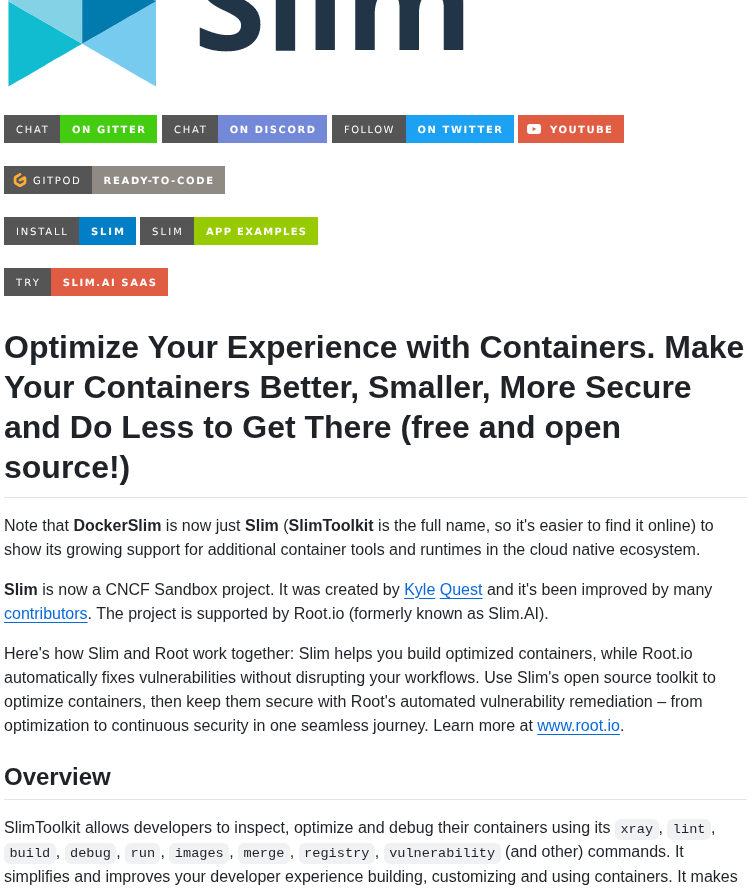 Slim
CHAT ON GITTER CHAT ON DISCORD FOLLOW ON TWITTER YOUTUBE
GITPOD READY-TO-CODE
INSTALL SLIM SLIM APP EXAMPLES
TRY SLIM.AI SAAS
Optimize Your Experience with Containers. Make
Your Containers Better, Smaller, More Secure
and Do Less to Get There (free and open
source!)
Note that DockerSlim is now just Slim (SlimToolkit is the full name, so it's easier to find it online) to
show its growing support for additional container tools and runtimes in the cloud native ecosystem.
Slim is now a CNCF Sandbox project. It was created by Kyle Quest and it's been improved by many
contributors. The project is supported by Root.io (formerly known as Slim.AI).
Here's how Slim and Root work together: Slim helps you build optimized containers, while Root.io
automatically fixes vulnerabilities without disrupting your workflows. Use Slim's open source toolkit to
optimize containers, then keep them secure with Root's automated vulnerability remediation – from
optimization to continuous security in one seamless journey. Learn more at www.root.io.
Overview
SlimToolkit allows developers to inspect, optimize and debug their containers using its xray, lint,
build, debug, run, images, merge, registry, vulnerability (and other) commands. It
simplifies and improves your developer experience building, customizing and using containers. It makes